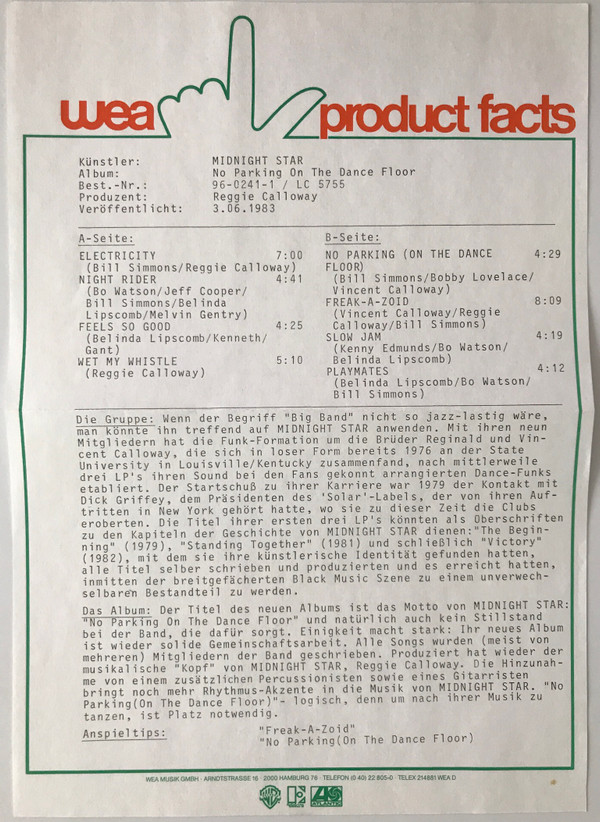 wea product facts
Künstler: MIDNIGHT STAR
Album: No Parking On The Dance Floor
Best.-Nr.: 96-0241-1 / LC 5755
Produzent: Reggie Calloway
Veröffentlicht: 3.06.1983
A-Seite:
ELECTRICITY 7:00
(Bill Simmons/Reggie Calloway)
NIGHT RIDER 4:41
(Bo Watson/Jeff Cooper/
Bill Simmons/Belinda
Lipscomb/Melvin Gentry)
FEELS SO GOOD 4:25
(Belinda Lipscomb/Kenneth/
Gant)
WET MY WHISTLE 5:10
(Reggie Calloway)
B-Seite:
NO PARKING (ON THE DANCE 4:29
FLOOR)
(Bill Simmons/Bobby Lovelace/
Vincent Calloway)
FREAK-A-ZOID 8:09
(Vincent Calloway/Reggie
Calloway/Bill Simmons)
SLOW JAM 4:19
(Kenny Edmunds/Bo Watson/
Belinda Lipscomb)
PLAYMATES 4:12
(Belinda Lipscomb/Bo Watson/
Bill Simmons)
Die Gruppe: Wenn der Begriff "Big Band" nicht so jazz-lastig wäre,
man könnte ihn treffend auf MIDNIGHT STAR anwenden. Mit ihren neun
Mitgliedern hat die Funk-Formation um die Brüder Reginald und Vin-
cent Calloway, die sich in loser Form bereits 1976 an der State
University in Louisville/Kentucky zusammenfand, nach mittlerweile
drei LP's ihren Sound bei den Fans gekonnt arrangierten Dance-Funks
etabliert. Der Startschuß zu ihrer Karriere war 1979 der Kontakt mit
Dick Griffey, dem Präsidenten des 'Solar'-Labels, der von ihren Auf-
tritten in New York gehört hatte, wo sie zu dieser Zeit die Clubs
eroberten. Die Titel ihrer ersten drei LP's könnten als Überschriften
zu den Kapiteln der Geschichte von MIDNIGHT STAR dienen:"The Begin-
ning" (1979), "Standing Together" (1981) und schließlich "Victory"
(1982), mit dem sie ihre künstlerische Identität gefunden hatten,
alle Titel selber schrieben und produzierten und es erreicht hatten,
inmitten der breitgefächerten Black Music Szene zu einem unverwech-
selbaren Bestandteil zu werden.
Das Album: Der Titel des neuen Albums ist das Motto von MIDNIGHT STAR:
"No Parking On The Dance Floor" und natürlich auch kein Stillstand
bei der Band, die dafür sorgt. Einigkeit macht stark: Ihr neues Album
ist wieder solide Gemeinschaftsarbeit. Alle Songs wurden (meist von
mehreren) Mitgliedern der Band geschrieben. Produziert hat wieder der
musikalische "Kopf" von MIDNIGHT STAR, Reggie Calloway. Die Hinzunah-
me von einem zusätzlichen Percussionisten sowie eines Gitarristen
bringt noch mehr Rhythmus-Akzente in die Musik von MIDNIGHT STAR. "No
Parking(On The Dance Floor)"- logisch, denn um nach ihrer Musik zu
tanzen, ist Platz notwendig.
Anspieltips: "Freak-A-Zoid"
"No Parking(On The Dance Floor)
WEA MUSIK GMBH · ARNDTSTRASSE 16 · 2000 HAMBURG 76 · TELEFON (0 40) 22 805-0 · TELEX 214851 WEA D
ATLANTIC